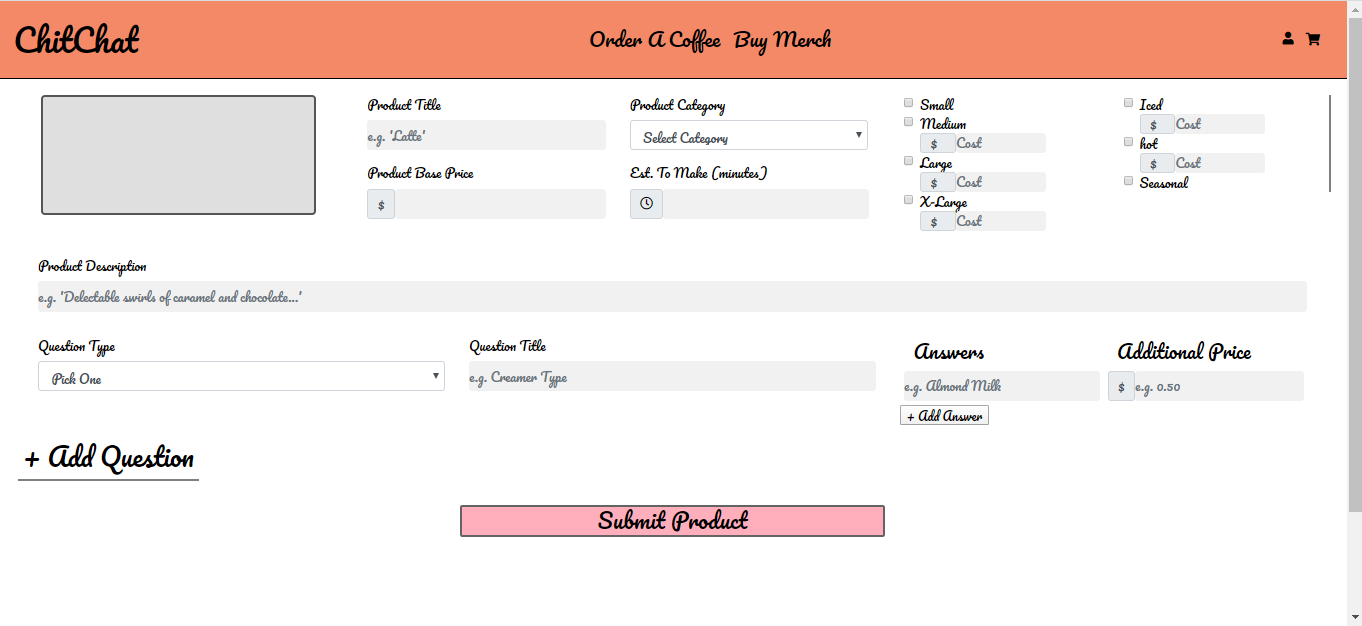 ChitChat
Order A Coffee Buy Merch
Product Title
e.g. 'Latte'
Product Category
Select Category
Product Base Price
$
Est. To Make (minutes)
Small
Medium
$ Cost
Large
$ Cost
X-Large
$ Cost
Iced
$ Cost
hot
$ Cost
Seasonal
Product Description
e.g. 'Delectable swirls of caramel and chocolate...'
Question Type
Pick One
Question Title
e.g. Creamer Type
Answers
e.g. Almond Milk
+ Add Answer
Additional Price
$ e.g. 0.50
+ Add Question
Submit Product